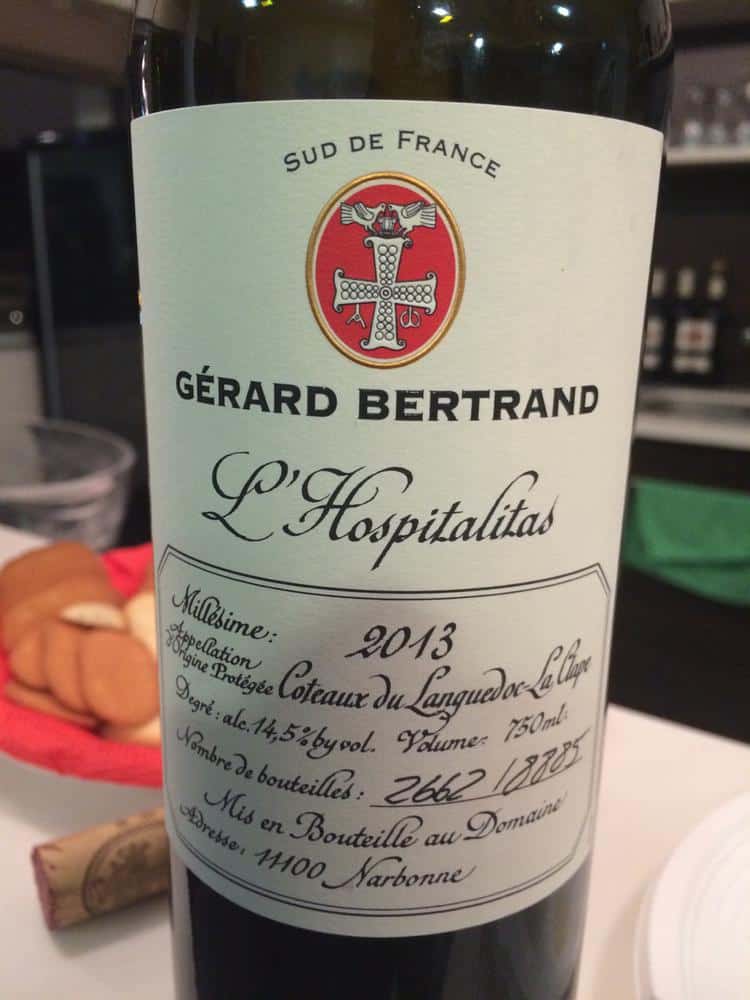 SUD DE FRANCE
GÉRARD BERTRAND
L'Hospitalitas
Millésime: 2013
Appellation
d'Origine Protégée Coteaux du Languedoc-La Clape
Degré: alc. 14,5% by vol. Volume: 750 ml.
Nombre de bouteilles: 2662 / 8885
Mis en Bouteille au Domaine
Adresse: 11100 Narbonne